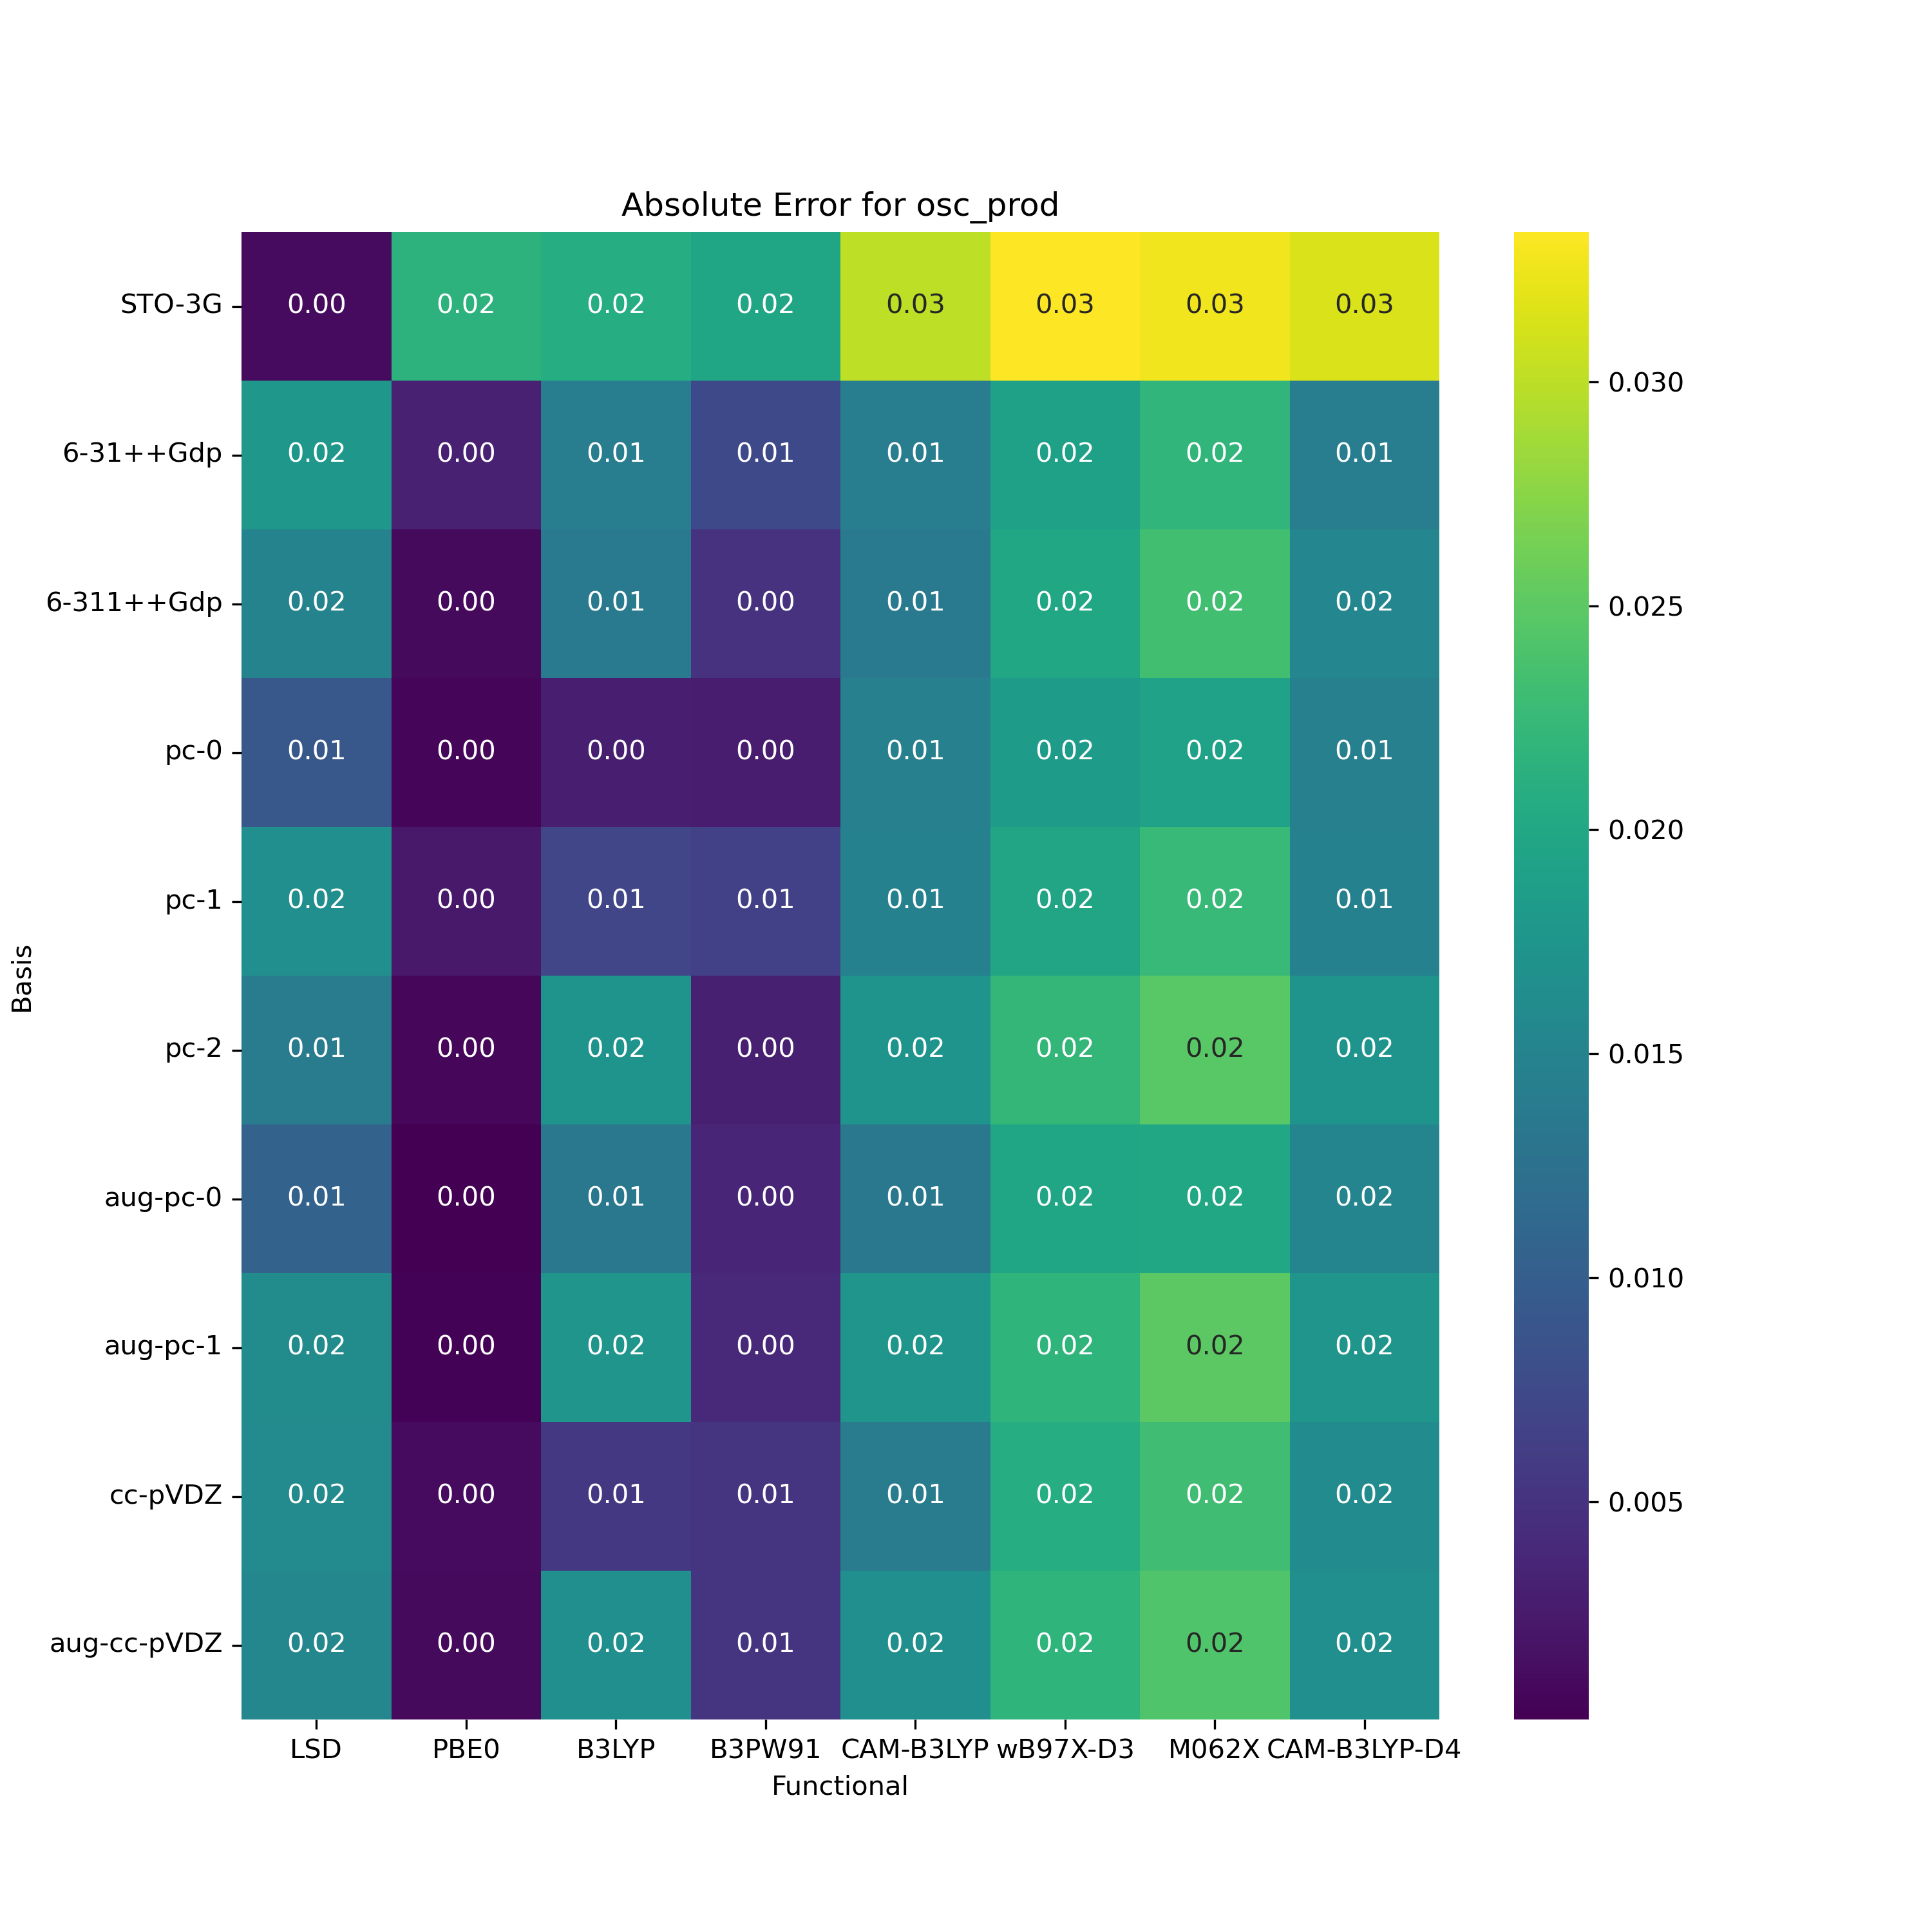 Absolute Error for osc_prod
STO-3G 0.00 0.02 0.02 0.02 0.03 0.03 0.03 0.03
6-31++Gdp 0.02 0.00 0.01 0.01 0.01 0.02 0.02 0.01
6-311++Gdp 0.02 0.00 0.01 0.00 0.01 0.02 0.02 0.02
pc-0 0.01 0.00 0.00 0.00 0.01 0.02 0.02 0.01
pc-1 0.02 0.00 0.01 0.01 0.01 0.02 0.02 0.01
pc-2 0.01 0.00 0.02 0.00 0.02 0.02 0.02 0.02
aug-pc-0 0.01 0.00 0.01 0.00 0.01 0.02 0.02 0.02
aug-pc-1 0.02 0.00 0.02 0.00 0.02 0.02 0.02 0.02
cc-pVDZ 0.02 0.00 0.01 0.01 0.01 0.02 0.02 0.02
aug-cc-pVDZ 0.02 0.00 0.02 0.01 0.02 0.02 0.02 0.02
LSD PBE0 B3LYP B3PW91 CAM-B3LYP wB97X-D3 M062X CAM-B3LYP-D4
Functional
Basis
0.030
0.025
0.020
0.015
0.010
0.005